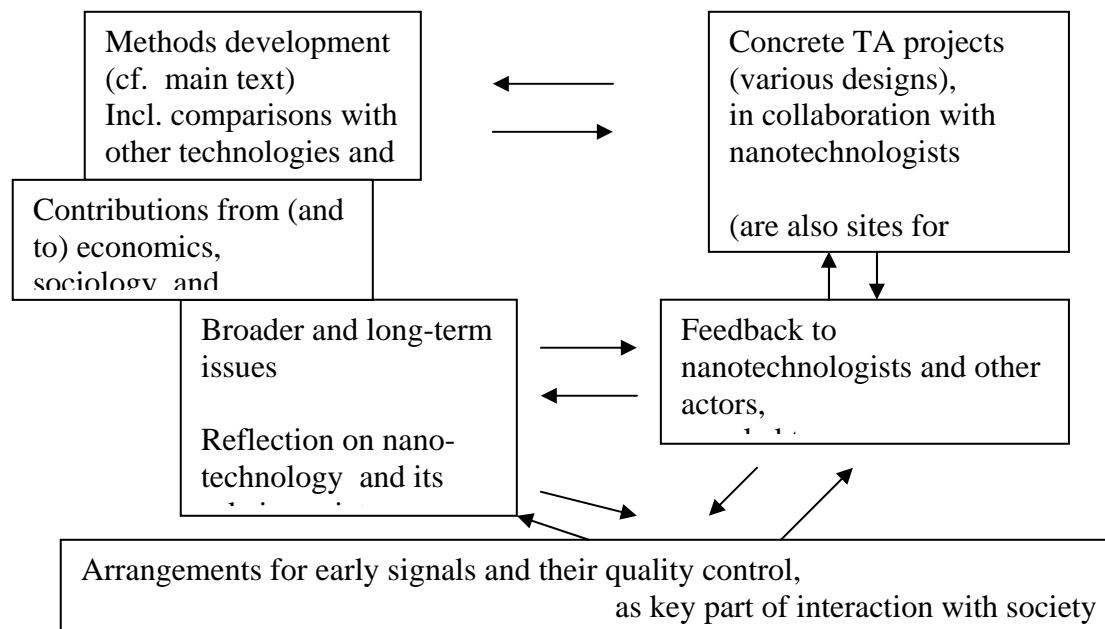 Methods development
(cf. main text)
Incl. comparisons with
other technologies and
Concrete TA projects
(various designs),
in collaboration with
nanotechnologists
(are also sites for
Contributions from (and
to) economics,
sociology and
Broader and long-term
issues
Reflection on nano-
technology and its
Feedback to
nanotechnologists and other
actors,
Arrangements for early signals and their quality control,
as key part of interaction with society